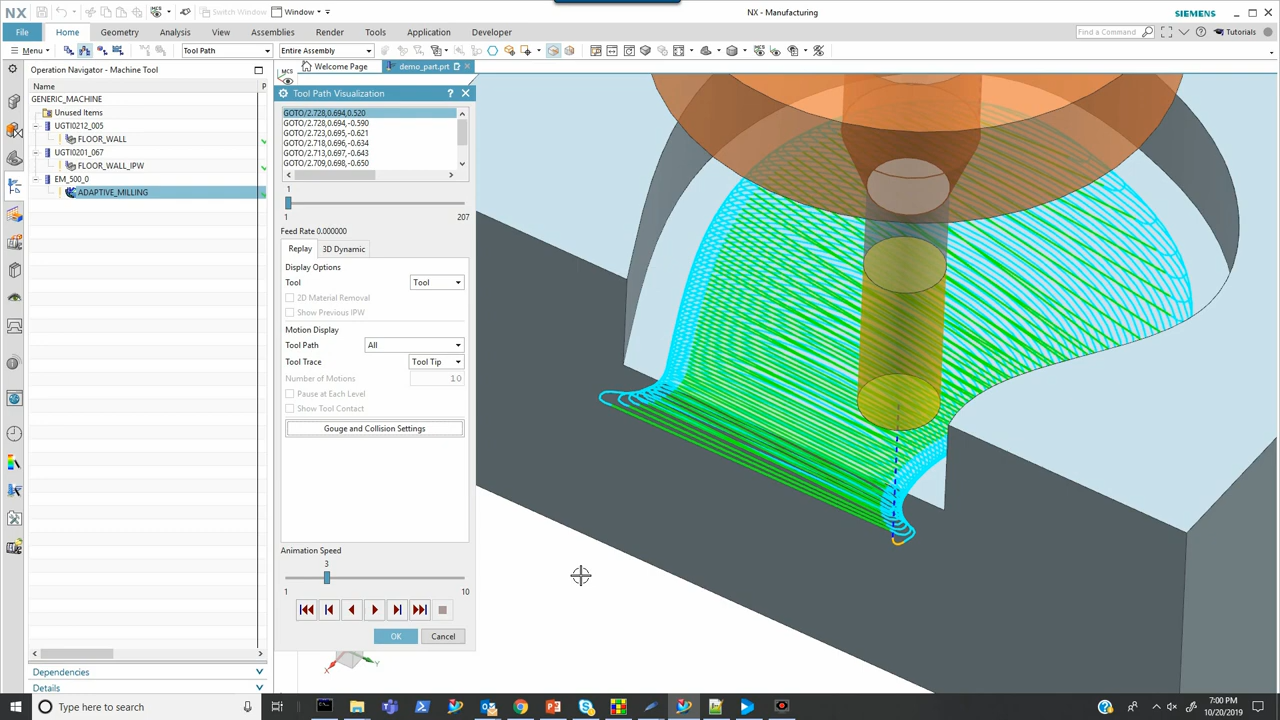 NX
Switch Window
Window
NX - Manufacturing
SIEMENS
File
Home
Geometry
Analysis
View
Assemblies
Render
Tools
Application
Developer
Find a Command
Tutorials
Menu
Tool Path
Entire Assembly
Operation Navigator - Machine Tool
MCS
Welcome Page
demo_part.prt
Name
P
GENERIC_MACHINE
Unused Items
UGTI0212_005
FLOOR_WALL
UGTI0201_067
FLOOR_WALL_IPW
EM_500_0
ADAPTIVE_MILLING
Dependencies
Details
Tool Path Visualization
GOTO/2.728,0.694,0.520
GOTO/2.728,0.694,-0.590
GOTO/2.723,0.695,-0.621
GOTO/2.718,0.696,-0.634
GOTO/2.713,0.697,-0.643
GOTO/2.709,0.698,-0.650
1
1
207
Feed Rate 0.000000
Replay
3D Dynamic
Display Options
Tool
Tool
2D Material Removal
Show Previous IPW
Motion Display
Tool Path
All
Tool Trace
Tool Tip
Number of Motions
10
Pause at Each Level
Show Tool Contact
Gouge and Collision Settings
Animation Speed
3
1
10
OK
Cancel
X
Y
Type here to search
7:00 PM
10/20/2019